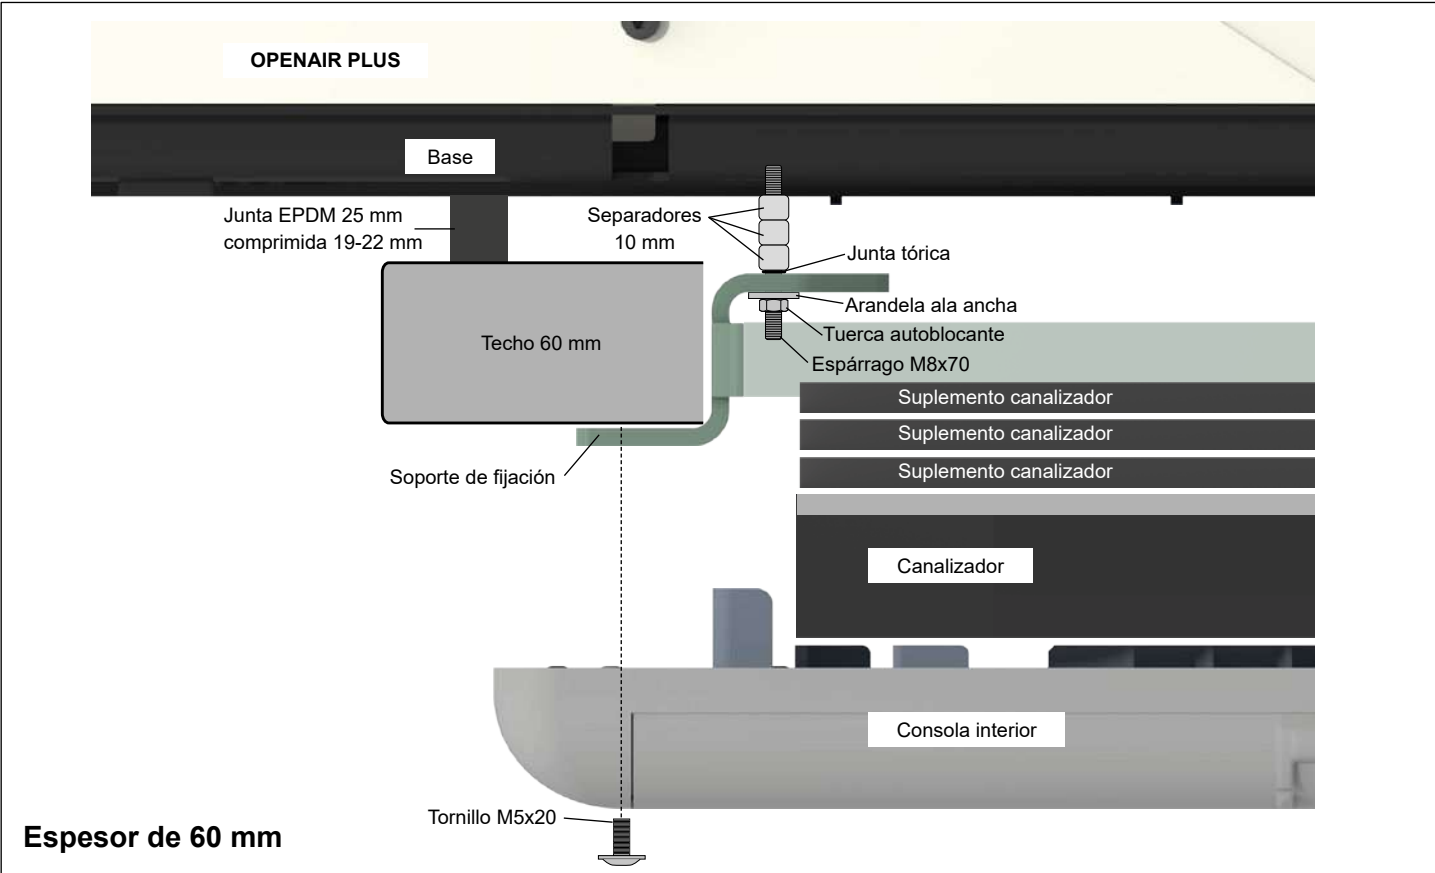 OPENAIR PLUS
Base
Junta EPDM 25 mm
comprimida 19-22 mm
Separadores
10 mm
Junta tórica
Arandela ala ancha
Tuerca autoblocante
Techo 60 mm
Espárrago M8x70
Suplemento canalizador
Suplemento canalizador
Suplemento canalizador
Soporte de fijación
Canalizador
Consola interior
Tornillo M5x20
Espesor de 60 mm